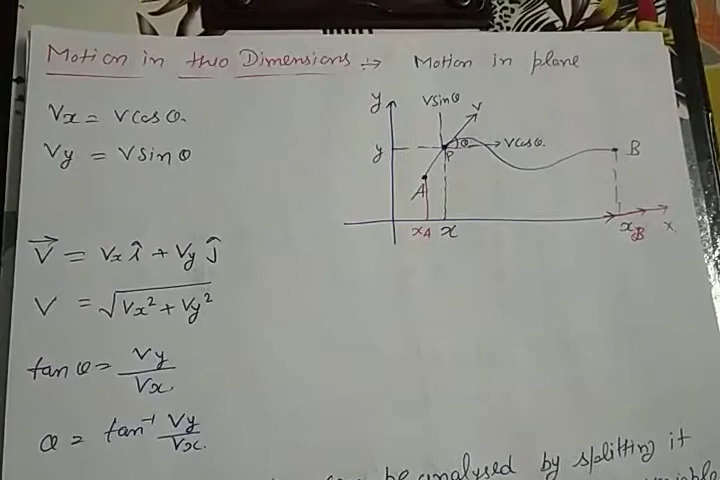 Motion in two Dimensions :→ Motion in plane
Vx = V cos θ.
Vy = V sin θ
V⃗ = Vx î + Vy ĵ
V = √Vx² + Vy²
tan θ = Vy/Vx.
θ = tan⁻¹ Vy/Vx.
y
V sin θ
V
y
P
θ
V cos θ.
B
A
xA
x
xB
x
be analysed by splitting it